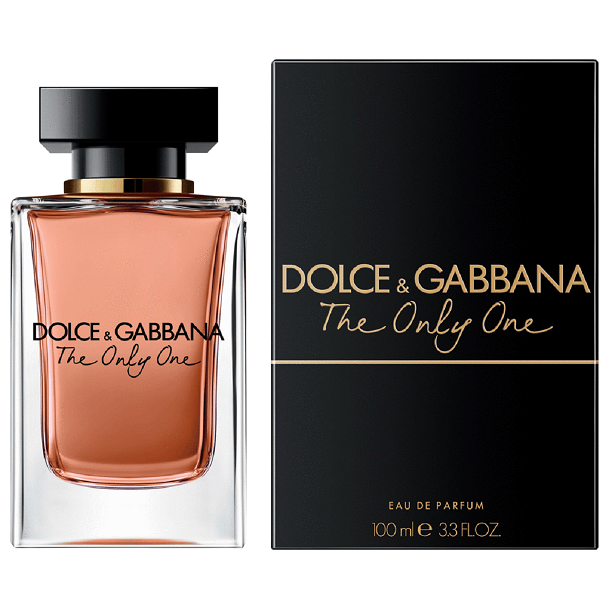 DOLCE & GABBANA
The Only One
DOLCE & GABBANA
The Only One
EAU DE PARFUM
100 ml e 3.3 FL.OZ.